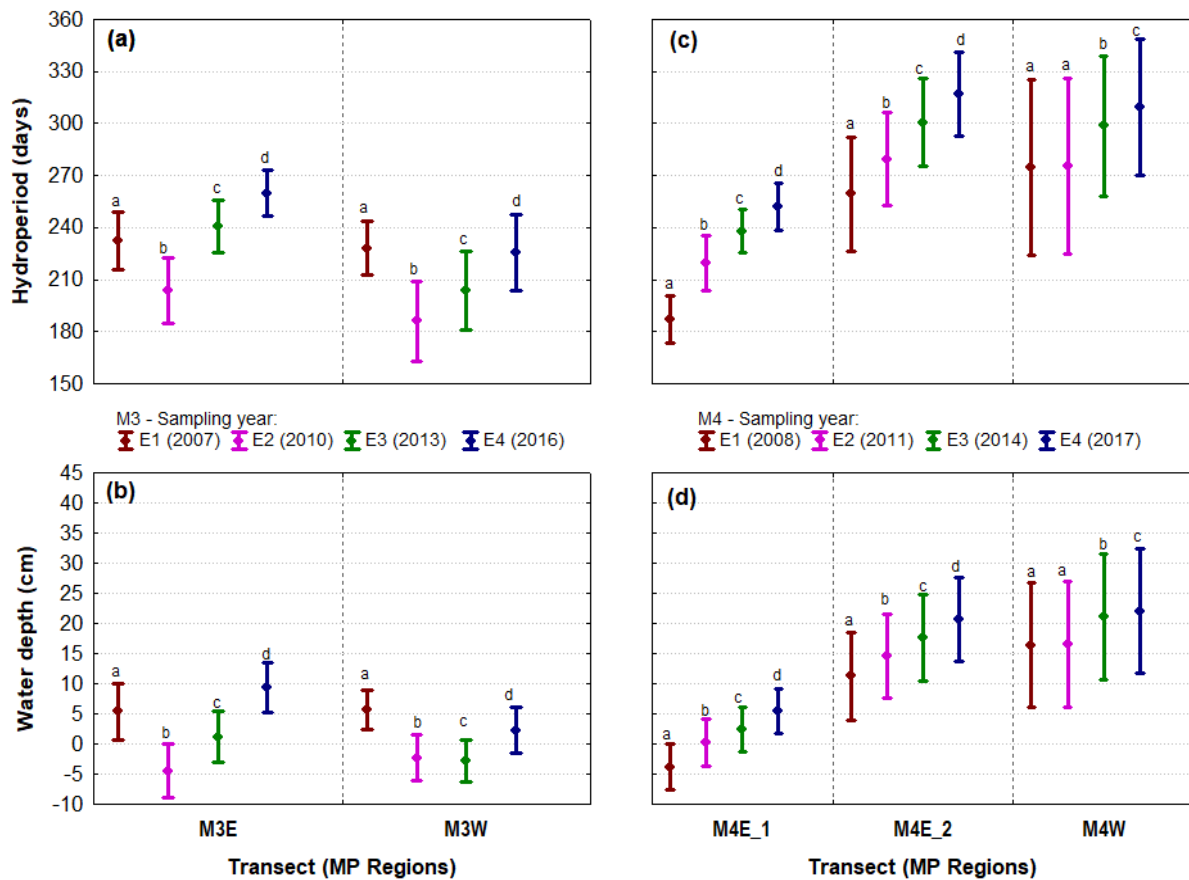 Hydroperiod (days)
360
330
300
270
240
210
180
150
(a)
a
b
c
d
a
b
c
d
(c)
a
b
c
d
a
b
c
d
a
a
b
c
M3 - Sampling year:
E1 (2007) E2 (2010) E3 (2013) E4 (2016)
M4 - Sampling year:
E1 (2008) E2 (2011) E3 (2014) E4 (2017)
Water depth (cm)
45
40
35
30
25
20
15
10
5
0
-5
-10
(b)
a
b
c
d
a
b
c
d
(d)
a
b
c
d
a
b
c
d
a
a
b
c
M3E M3W
M4E_1 M4E_2 M4W
Transect (MP Regions)
Transect (MP Regions)